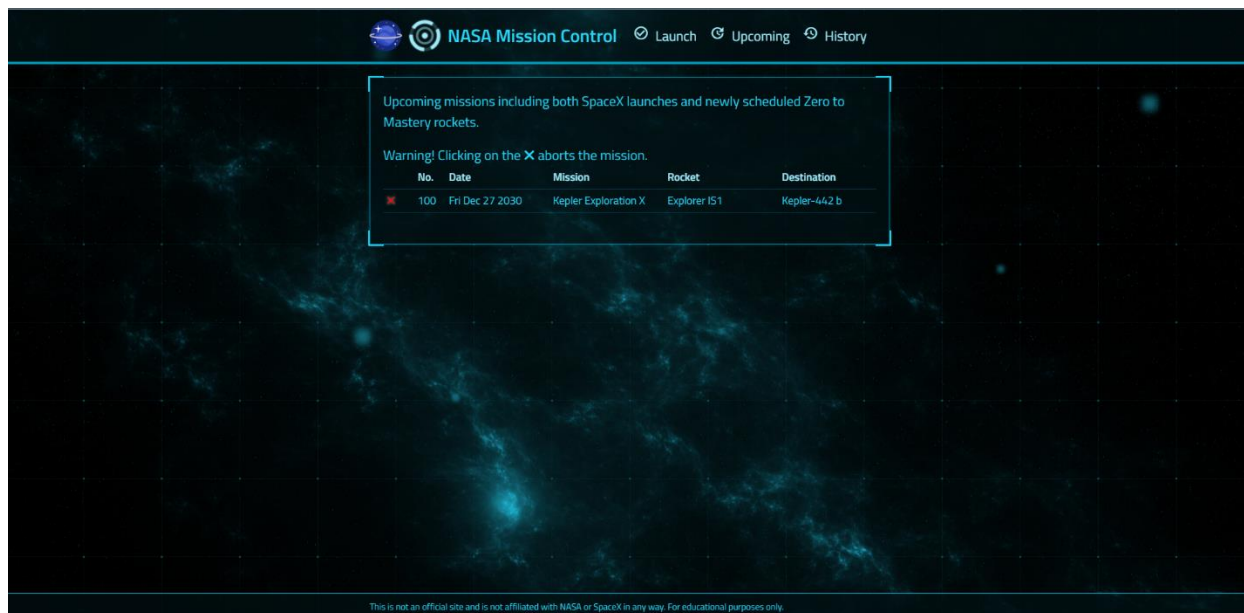 NASA Mission Control Launch Upcoming History
Upcoming missions including both SpaceX launches and newly scheduled Zero to
Mastery rockets.
Warning! Clicking on the ✕ aborts the mission.
No. Date Mission Rocket Destination
✖ 100 Fri Dec 27 2030 Kepler Exploration X Explorer IS1 Kepler-442 b
This is not an official site and is not affiliated with NASA or SpaceX in any way. For educational purposes only.